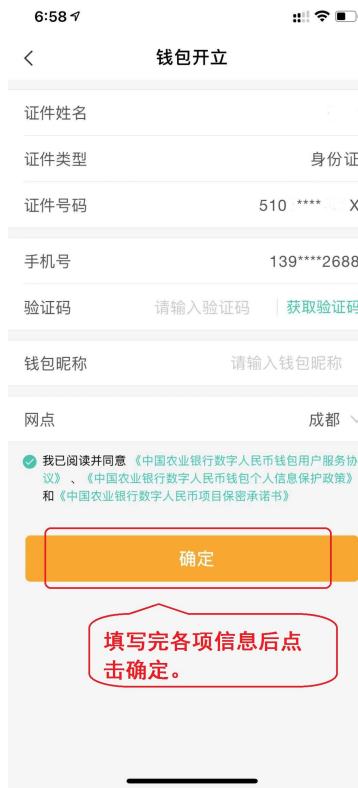 6:58
钱包开立
证件姓名
证件类型 身份证
证件号码 510 **** X
手机号 139****2688
验证码 请输入验证码 获取验证码
钱包昵称 请输入钱包昵称
网点 成都
我已阅读并同意 《中国农业银行数字人民币钱包用户服务协
议》 、《中国农业银行数字人民币钱包个人信息保护政策》
和《中国农业银行数字人民币项目保密承诺书》
确定
填写完各项信息后点
击确定。